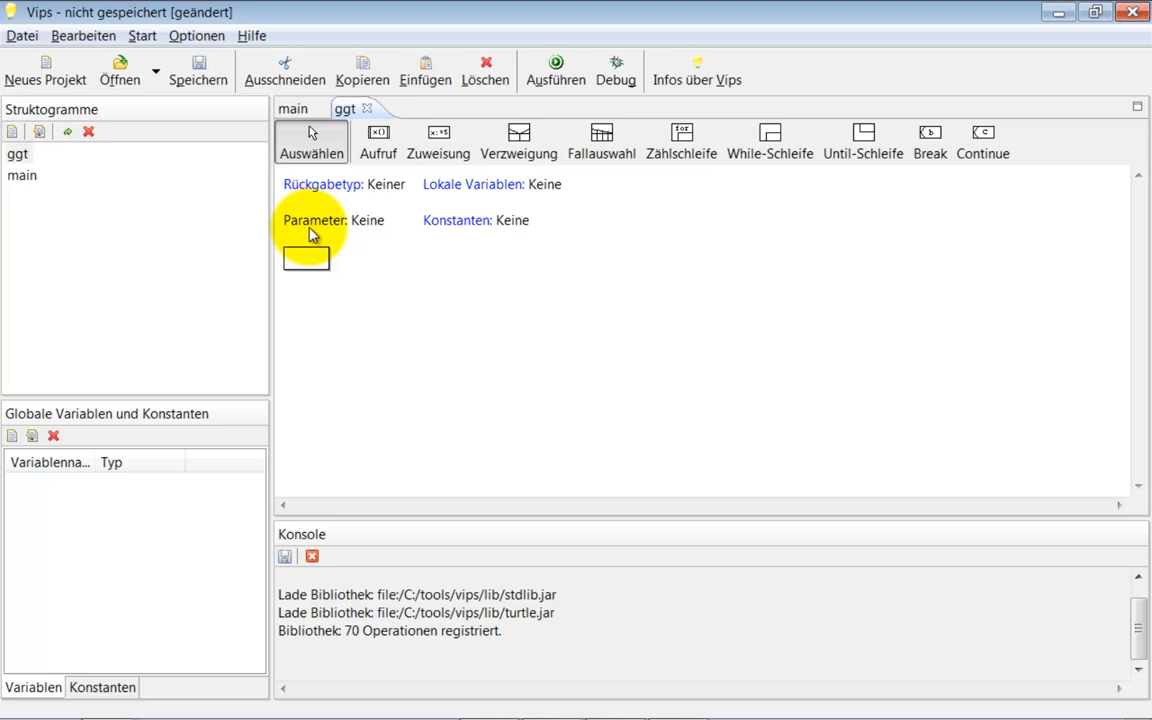 Vips - nicht gespeichert [geändert]
Datei Bearbeiten Start Optionen Hilfe
Neues Projekt Öffnen Speichern Ausschneiden Kopieren Einfügen Löschen Ausführen Debug Infos über Vips
Struktogramme
ggt
main
main ggt
Auswählen Aufruf Zuweisung Verzweigung Fallauswahl Zählschleife While-Schleife Until-Schleife Break Continue
Rückgabetyp: Keiner Lokale Variablen: Keine
Parameter: Keine Konstanten: Keine
Globale Variablen und Konstanten
Variablenna... Typ
Variablen Konstanten
Konsole
Lade Bibliothek: file:/C:/tools/vips/lib/stdlib.jar
Lade Bibliothek: file:/C:/tools/vips/lib/turtle.jar
Bibliothek: 70 Operationen registriert.